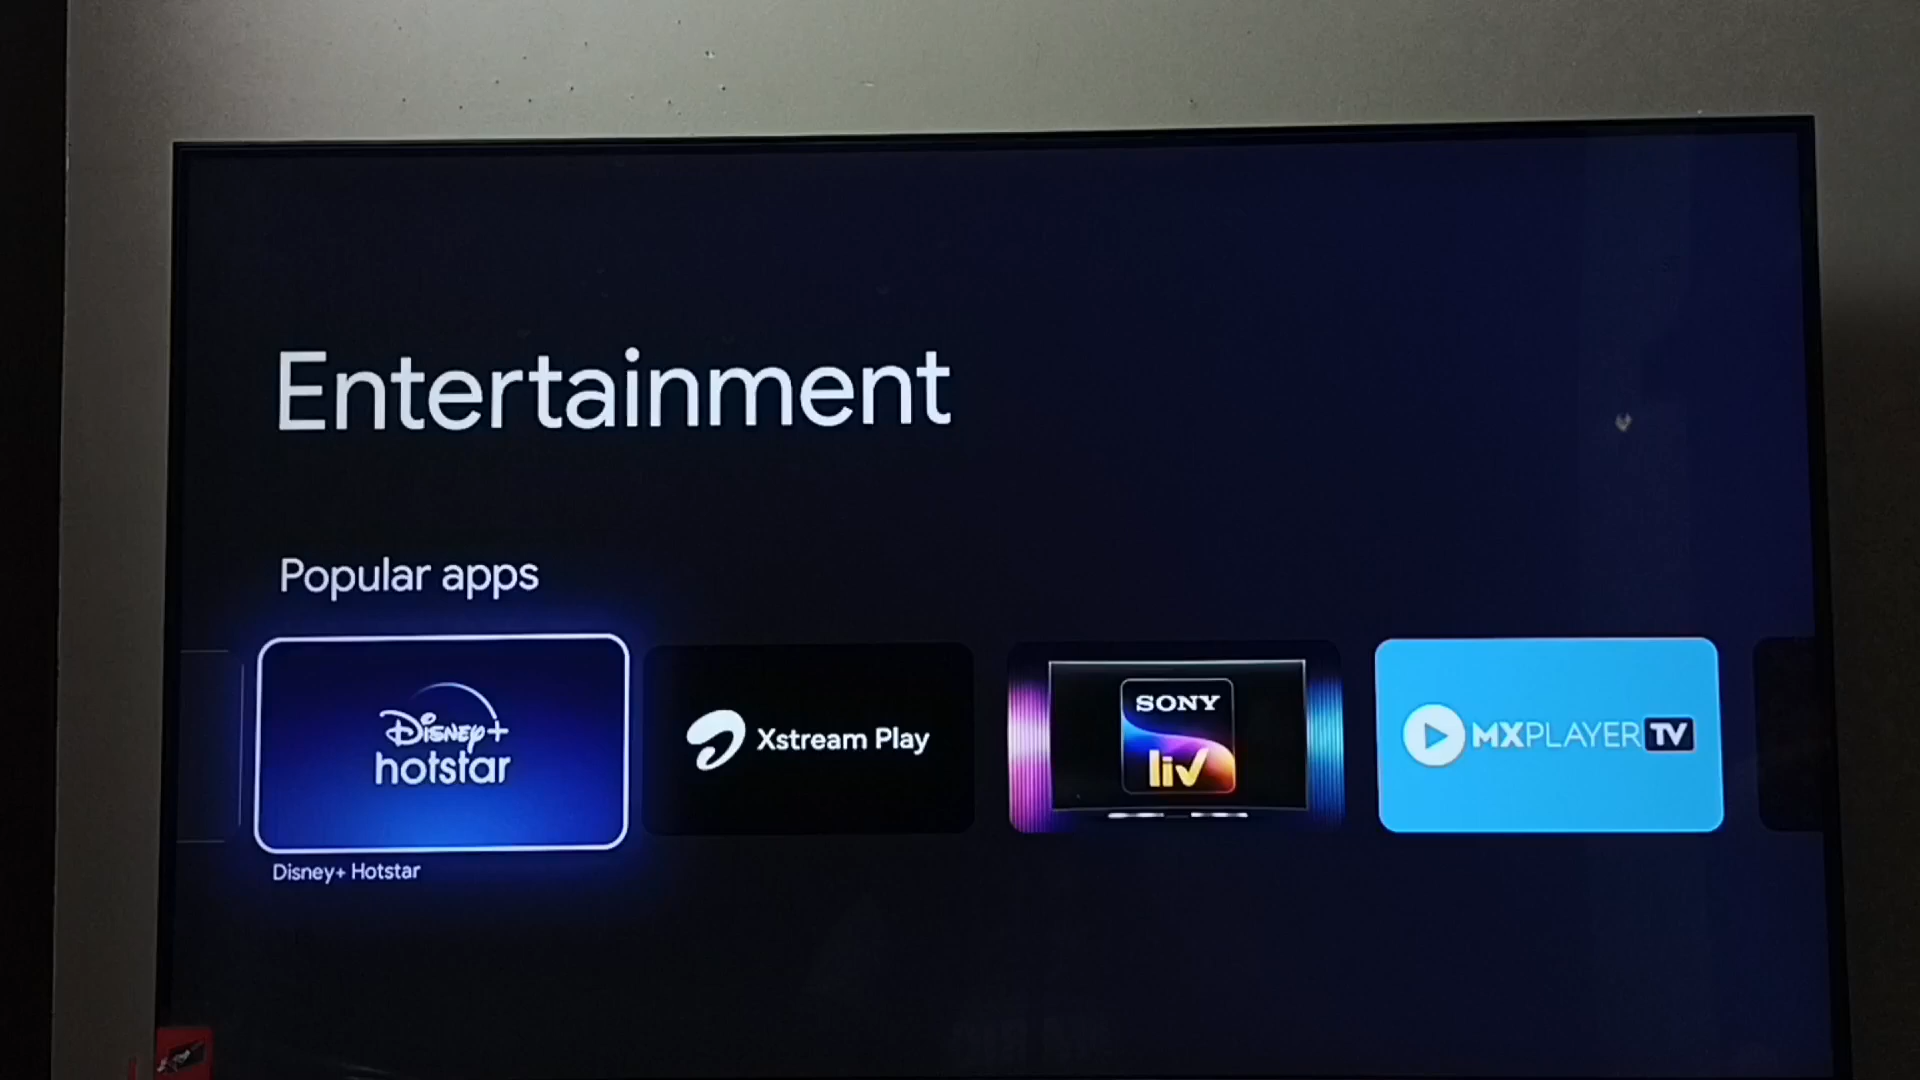 Entertainment
Popular apps
Disney+
hotstar
Xstream Play
SONY
liv
MXPLAYER TV
Disney+ Hotstar